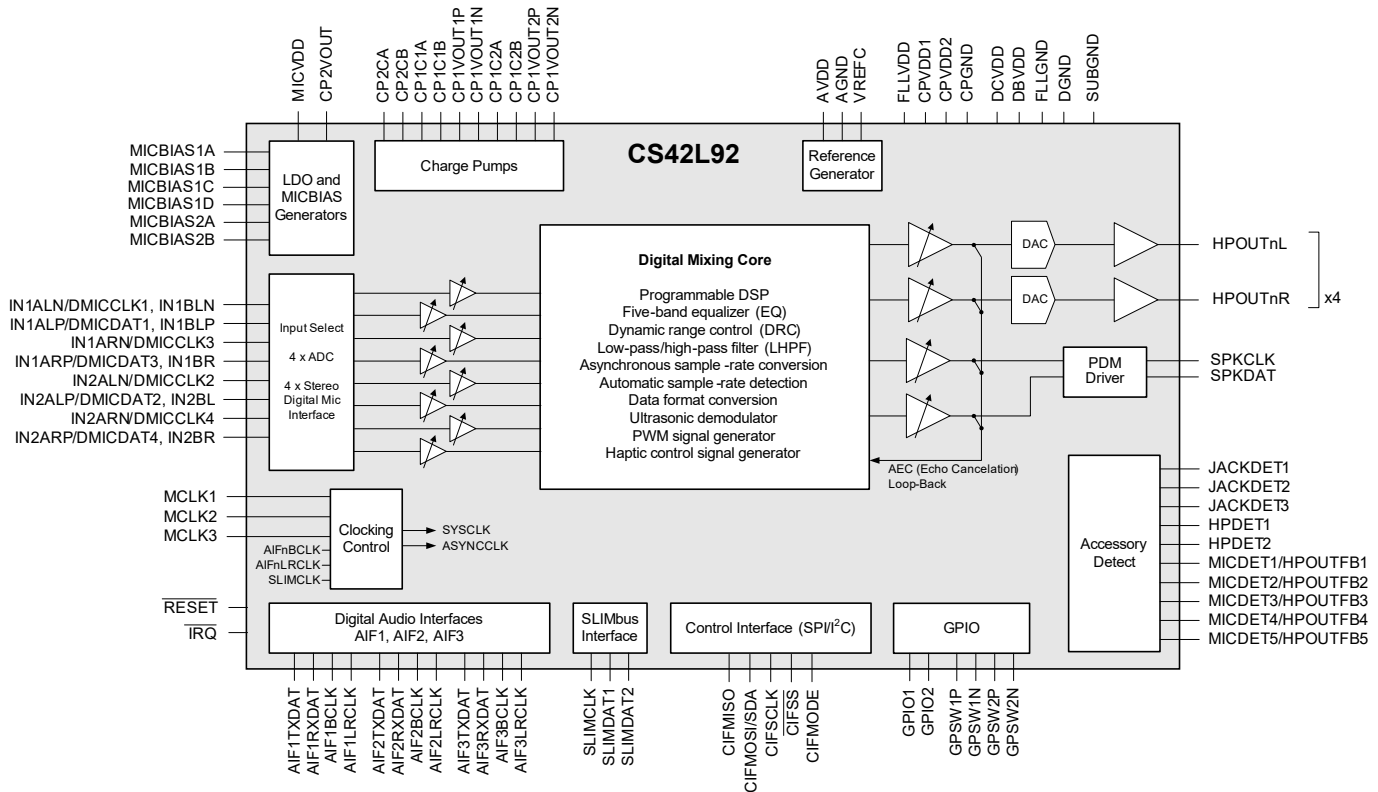 MICVDD
CP2VOUT
CP2CA
CP2CB
CP1C1A
CP1C1B
CP1VOUT1P
CP1VOUT1N
CP1C2A
CP1C2B
CP1VOUT2P
CP1VOUT2N
AVDD
AGND
VREFC
FLLVDD
CPVDD1
CPVDD2
CPGND
DCVDD
DBVDD
FLLGND
DGND
SUBGND
CS42L92
MICBIAS1A
MICBIAS1B
MICBIAS1C
MICBIAS1D
MICBIAS2A
MICBIAS2B
LDO and
MICBIAS
Generators
Charge Pumps
Reference
Generator
IN1ALN/DMICCLK1, IN1BLN
IN1ALP/DMICDAT1, IN1BLP
IN1ARN/DMICCLK3
IN1ARP/DMICDAT3, IN1BR
IN2ALN/DMICCLK2
IN2ALP/DMICDAT2, IN2BL
IN2ARN/DMICCLK4
IN2ARP/DMICDAT4, IN2BR
Input Select
4 x ADC
4 x Stereo
Digital Mic
Interface
Digital Mixing Core
Programmable DSP
Five-band equalizer (EQ)
Dynamic range control (DRC)
Low-pass/high-pass filter (LHPF)
Asynchronous sample -rate conversion
Automatic sample -rate detection
Data format conversion
Ultrasonic demodulator
PWM signal generator
Haptic control signal generator
DAC
DAC
HPOUTnL
HPOUTnR
x4
PDM
Driver
SPKCLK
SPKDAT
AEC (Echo Cancelation)
Loop-Back
MCLK1
MCLK2
MCLK3
AIFnBCLK
AIFnLRCLK
SLIMCLK
Clocking
Control
SYSCLK
ASYNCCLK
Accessory
Detect
JACKDET1
JACKDET2
JACKDET3
HPDET1
HPDET2
MICDET1/HPOUTFB1
MICDET2/HPOUTFB2
MICDET3/HPOUTFB3
MICDET4/HPOUTFB4
MICDET5/HPOUTFB5
RESET
IRQ
Digital Audio Interfaces
AIF1, AIF2, AIF3
SLIMbus
Interface
Control Interface (SPI/I²C)
GPIO
AIF1TXDAT
AIF1RXDAT
AIF1BCLK
AIF1LRCLK
AIF2TXDAT
AIF2RXDAT
AIF2BCLK
AIF2LRCLK
AIF3TXDAT
AIF3RXDAT
AIF3BCLK
AIF3LRCLK
SLIMCLK
SLIMDAT1
SLIMDAT2
CIFMISO
CIFMOSI/SDA
CIFSCLK
CIFSS
CIFMODE
GPIO1
GPIO2
GPSW1P
GPSW1N
GPSW2P
GPSW2N